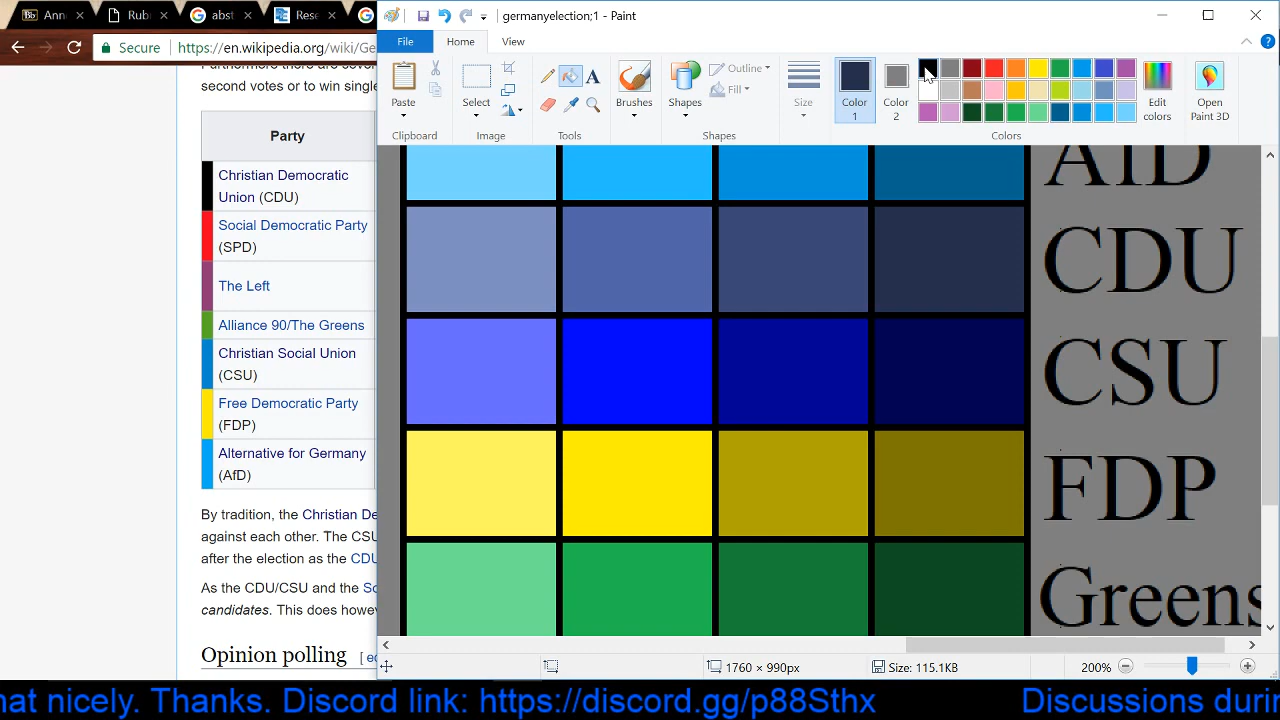 Ann
Rub
abst
Rese
germanyelection;1 - Paint
Secure
https://en.wikipedia.org/wiki/Ge
File
Home
View
Paste
Select
Brushes
Shapes
Outline
Fill
Size
Color
1
Color
2
Edit
colors
Open
Paint 3D
Clipboard
Image
Tools
Shapes
Colors
second votes or to win single
Party
Christian Democratic
Union (CDU)
Social Democratic Party
(SPD)
The Left
Alliance 90/The Greens
Christian Social Union
(CSU)
Free Democratic Party
(FDP)
Alternative for Germany
(AfD)
By tradition, the Christian De
against each other. The CSU
after the election as the CDU
As the CDU/CSU and the So
candidates. This does howev
Opinion polling [ ed
AfD
CDU
CSU
FDP
Greens
1760 × 990px
Size: 115.1KB
200%
hat nicely. Thanks. Discord link: https://discord.gg/p88Sthx
Discussions duri